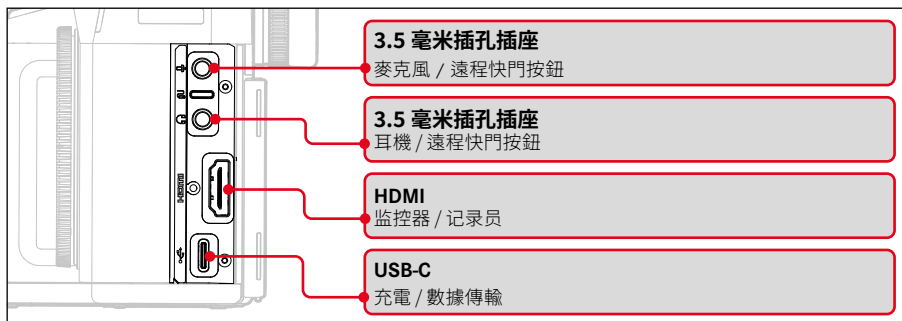 3.5 毫米插孔插座
麥克風 / 遠程快門按鈕
3.5 毫米插孔插座
耳機 / 遠程快門按鈕
HDMI
HDMI
监控器 / 记录员
USB-C
充電 / 數據傳輸